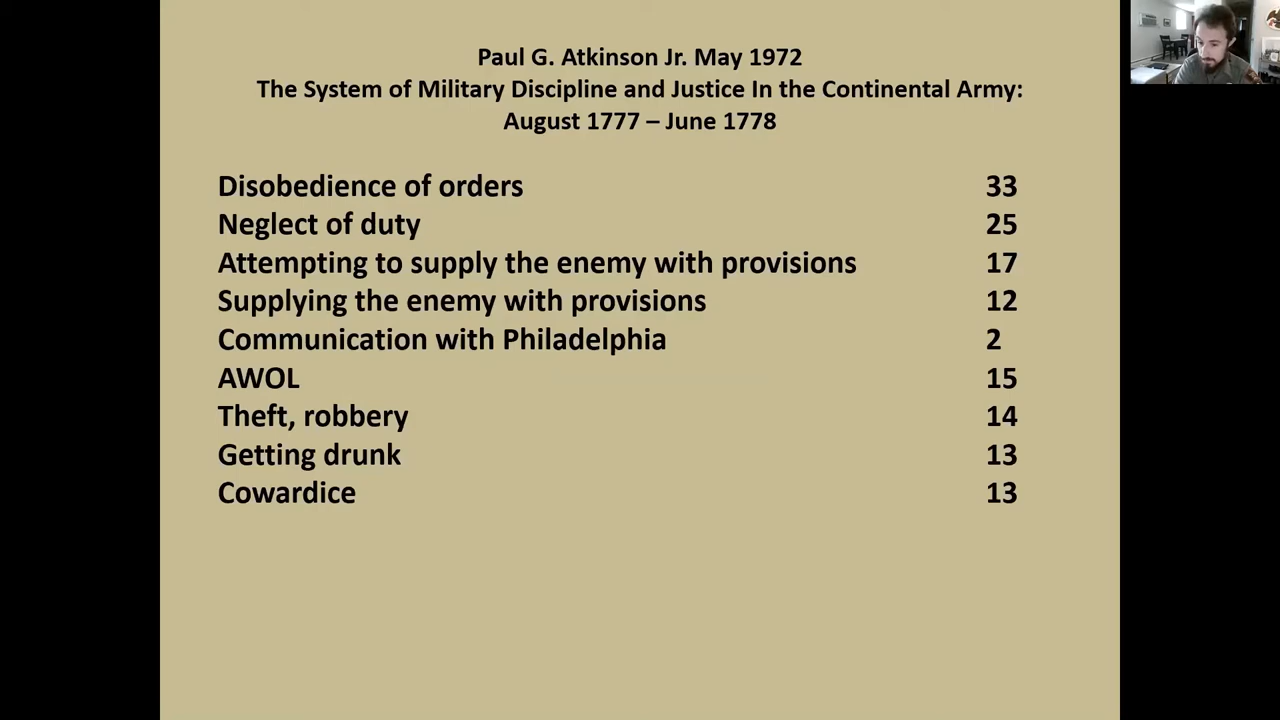 Paul G. Atkinson Jr. May 1972
The System of Military Discipline and Justice In the Continental Army:
August 1777 – June 1778
Disobedience of orders 33
Neglect of duty 25
Attempting to supply the enemy with provisions 17
Supplying the enemy with provisions 12
Communication with Philadelphia 2
AWOL 15
Theft, robbery 14
Getting drunk 13
Cowardice 13